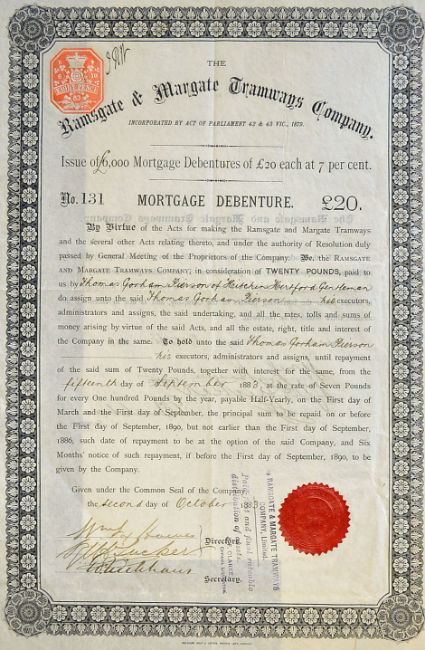 THE
Ramsgate & Margate Tramways Company.
INCORPORATED BY ACT OF PARLIAMENT 42 & 43 VIC., 1879.
Issue of £6,000 Mortgage Debentures of £20 each at 7 per cent.
No. 131 MORTGAGE DEBENTURE. £20.
By Virtue of the Acts for making the Ramsgate and Margate Tramways
and the several other Acts relating thereto, and under the authority of Resolution duly
passed by General Meeting of the Proprietors of the Company. We, the RAMSGATE
AND MARGATE TRAMWAYS COMPANY, in consideration of TWENTY POUNDS, paid to
us by Thomas Gorham Pierson of Hitchin Hertford Gentleman
do assign unto the said Thomas Gorham Pierson his executors,
administrators and assigns, the said undertaking, and all the rates, tolls and sums of
money arising by virtue of the said Acts, and all the estate, right, title and interest of
the Company in the same. To hold unto the said Thomas Gorham Pierson
his executors, administrators and assigns, until repayment
of the said sum of Twenty Pounds, together with interest for the same, from the
fifteenth day of September 1883, at the rate of Seven Pounds
for every One hundred Pounds by the year, payable Half-Yearly, on the First day of
March and the First day of September, the principal sum to be repaid on or before
the First day of September, 1890, but not earlier than the First day of September,
1886, such date of repayment to be at the option of the said Company, and Six
Months' notice of such repayment, if before the First day of September, 1890, to be
given by the Company.
Given under the Common Seal of the Company
the second day of October 1883
Directors.
Secretary.
RAMSGATE & MARGATE TRAMWAYS
COMPANY, Limited.
Paid first and final rateable
distribution of assets